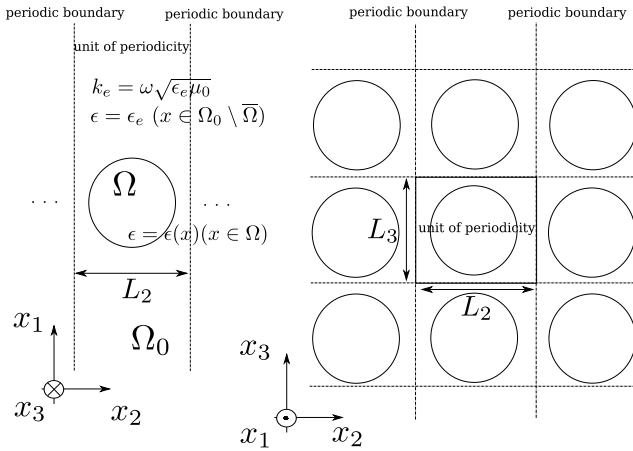 periodic boundary
periodic boundary
unit of periodicity
k_e = ω√(ϵ_e μ_0)
ϵ = ϵ_e (x ∈ Ω_0 \ \overline{Ω})
Ω
. . .
. . .
ϵ = ϵ(x)(x ∈ Ω)
L_2
Ω_0
x_1
x_3
x_2
periodic boundary
periodic boundary
L_3
unit of periodicity
L_2
x_3
x_1
x_2